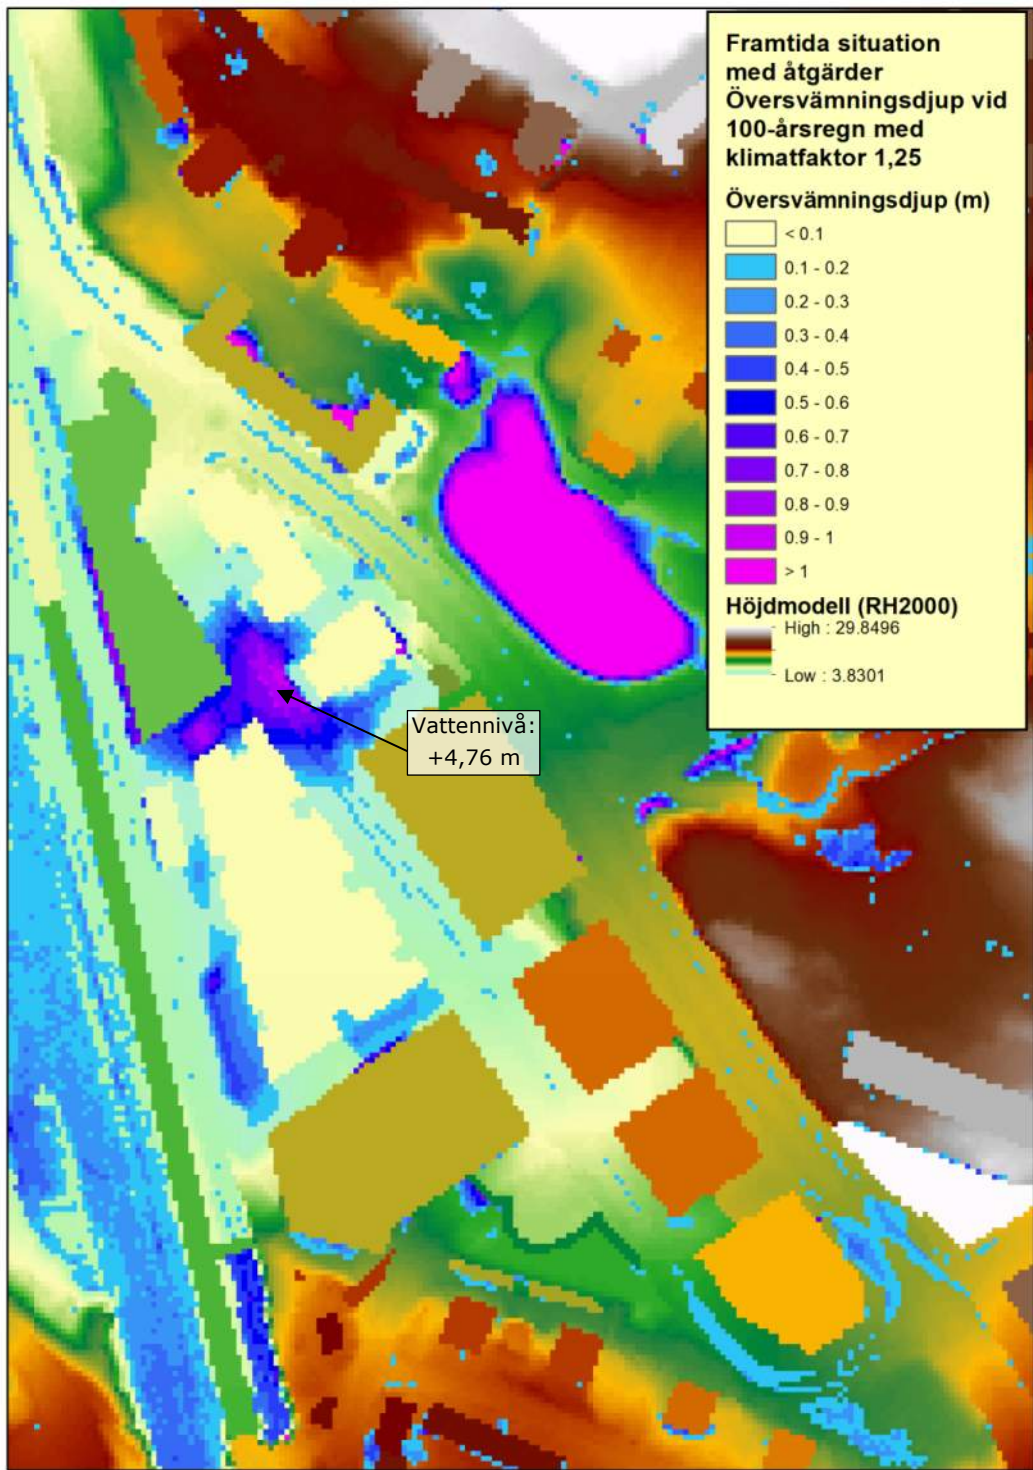 Framtida situation
med åtgärder
Översvämningsdjup vid
100-årsregn med
klimatfaktor 1,25
Översvämningsdjup (m)
< 0.1
0.1 - 0.2
0.2 - 0.3
0.3 - 0.4
0.4 - 0.5
0.5 - 0.6
0.6 - 0.7
0.7 - 0.8
0.8 - 0.9
0.9 - 1
> 1
Höjdmodell (RH2000)
High : 29.8496
Low : 3.8301
Vattennivå:
+4,76 m